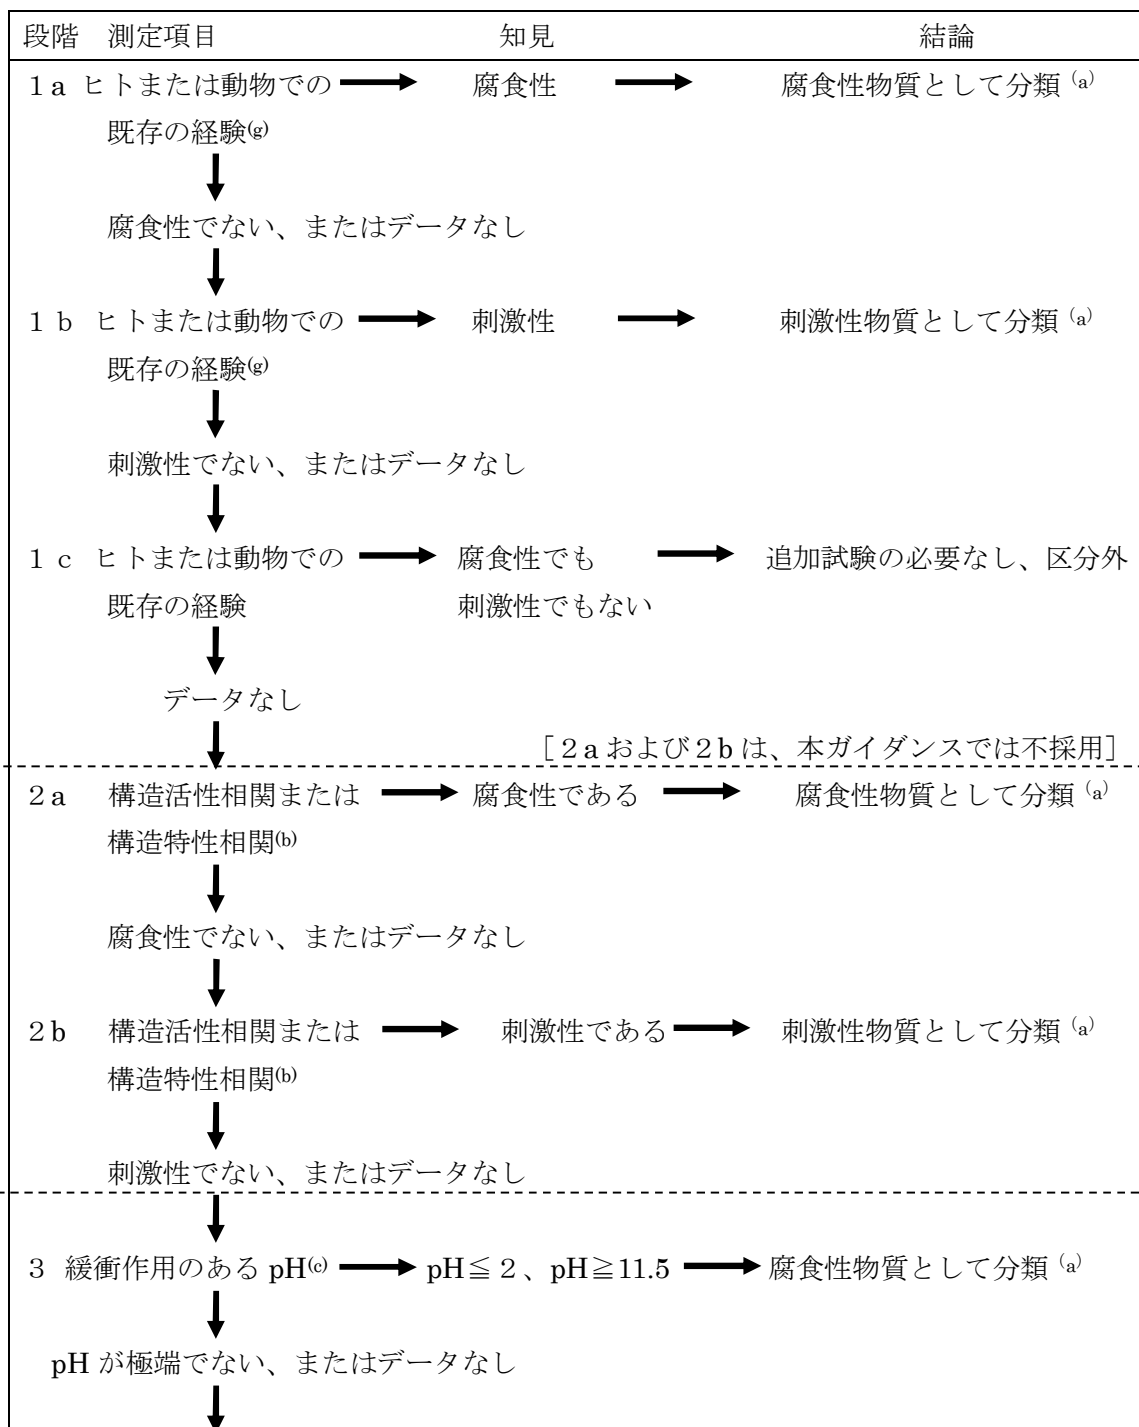 段階 測定項目 知見 結論
1a ヒトまたは動物での 腐食性 腐食性物質として分類 (a)
既存の経験(g)
腐食性でない、またはデータなし
1b ヒトまたは動物での 刺激性 刺激性物質として分類 (a)
既存の経験(g)
刺激性でない、またはデータなし
1c ヒトまたは動物での 腐食性でも 追加試験の必要なし、区分外
既存の経験 刺激性でもない
データなし
［2aおよび2bは、本ガイダンスでは不採用］
2a 構造活性相関または 腐食性である 腐食性物質として分類 (a)
構造特性相関(b)
腐食性でない、またはデータなし
2b 構造活性相関または 刺激性である 刺激性物質として分類 (a)
構造特性相関(b)
刺激性でない、またはデータなし
3 緩衝作用のある pH(c) pH≦2、pH≧11.5 腐食性物質として分類 (a)
pH が極端でない、またはデータなし